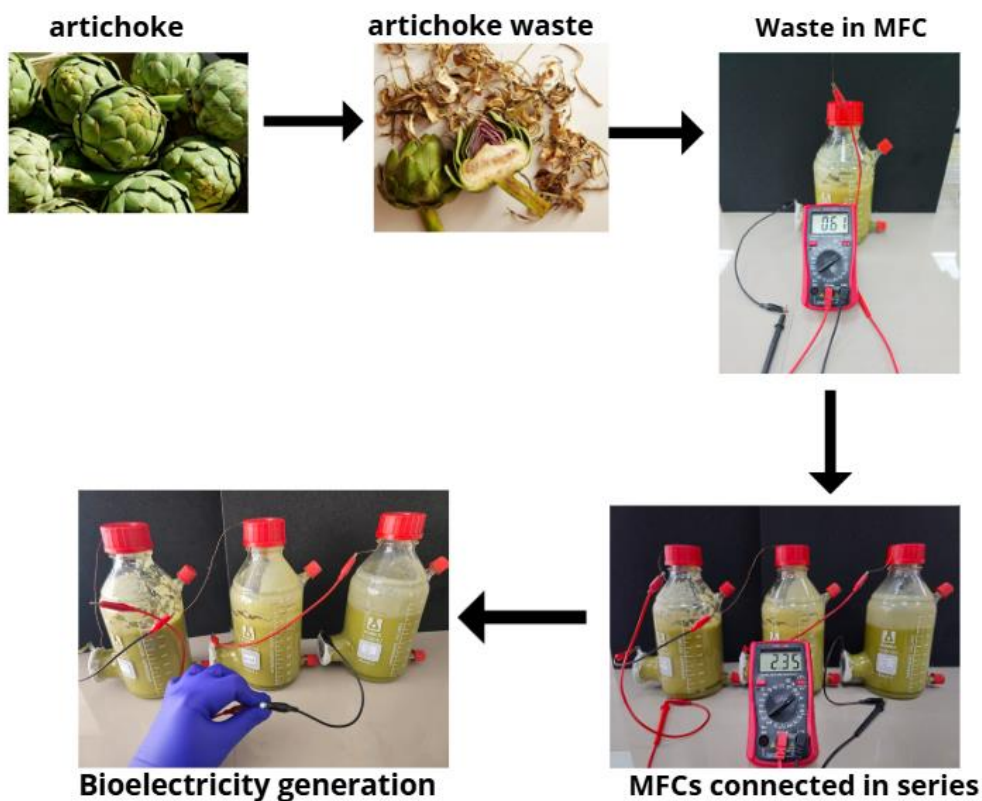 artichoke
artichoke waste
Waste in MFC
061
235
MFCs connected in series
Bioelectricity generation